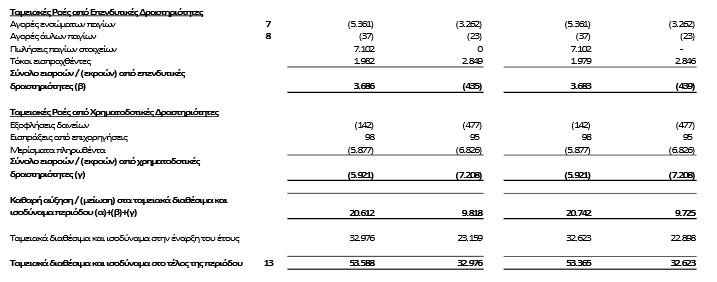 Ταμειακές Ροές από Επενδυτικές Δραστηριότητες
Αγορές ενσώματων παγίων 7 (5.361) (3.262) (5.361) (3.262)
Αγορές άυλων παγίων 8 (37) (23) (37) (23)
Πωλήσεις παγίων στοιχείων 7.102 0 7.102 -
Τόκοι εισπραχθέντες 1.982 2.849 1.979 2.846
Σύνολο εισροών / (εκροών) από επενδυτικές
δραστηριότητες (β) 3.686 (435) 3.683 (439)
Ταμειακές Ροές από Χρηματοδοτικές Δραστηριότητες
Εξοφλήσεις δανείων (142) (477) (142) (477)
Εισπράξεις από επιχορηγήσεις 98 95 98 95
Μερίσματα πληρωθέντα (5.877) (6.826) (5.877) (6.826)
Σύνολο εισροών / (εκροών) από χρηματοδοτικές
δραστηριότητες (γ) (5.921) (7.208) (5.921) (7.208)
Καθαρή αύξηση / (μείωση) στα ταμειακά διαθέσιμα και
ισοδύναμα περιόδου (α)+(β)+(γ) 20.612 9.818 20.742 9.725
Ταμειακά διαθέσιμα και ισοδύναμα στην έναρξη του έτους 32.976 23.159 32.623 22.898
Ταμειακά διαθέσιμα και ισοδύναμα στο τέλος της περιόδου 13 53.588 32.976 53.365 32.623